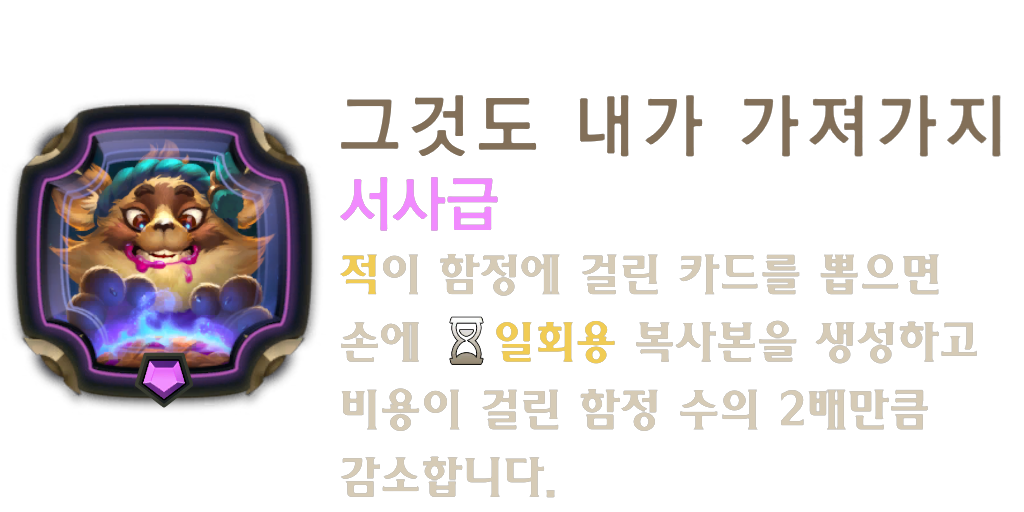 그것도 내가 가져가지
서사급
적이 함정에 걸린 카드를 뽑으면
손에 일회용 복사본을 생성하고
비용이 걸린 함정 수의 2배만큼
감소합니다.